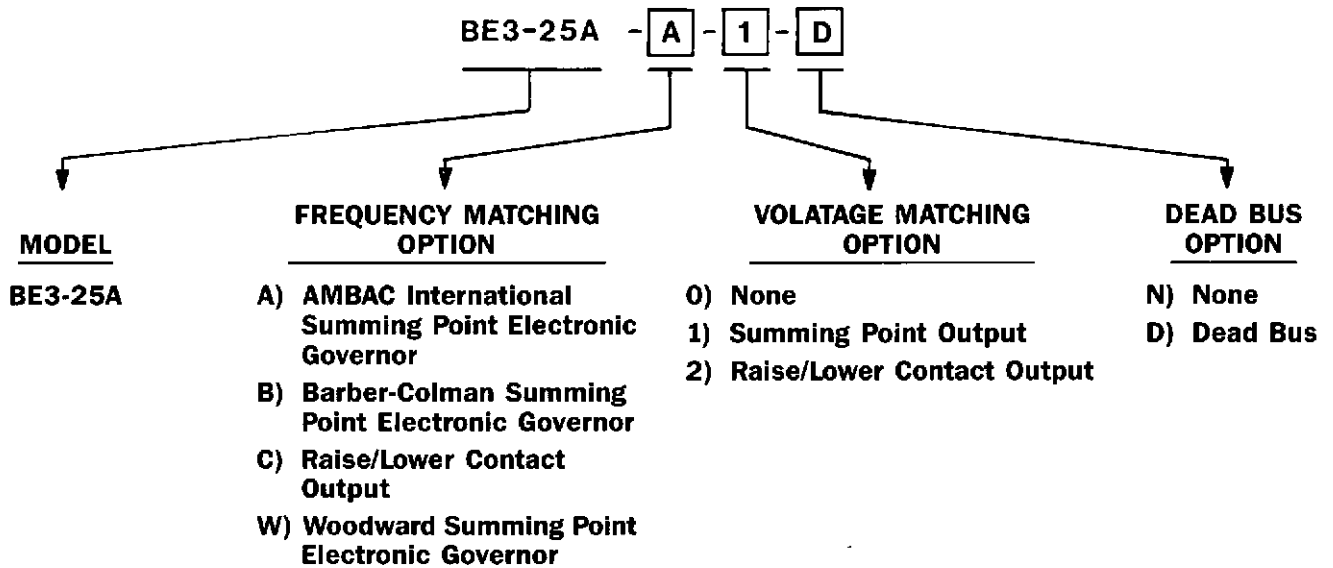 BE3-25A - A - 1 - D
MODEL
BE3-25A
FREQUENCY MATCHING
OPTION
A) AMBAC International
Summing Point Electronic
Governor
B) Barber-Colman Summing
Point Electronic Governor
C) Raise/Lower Contact
Output
W) Woodward Summing Point
Electronic Governor
VOLATAGE MATCHING
OPTION
0) None
1) Summing Point Output
2) Raise/Lower Contact Output
DEAD BUS
OPTION
N) None
D) Dead Bus